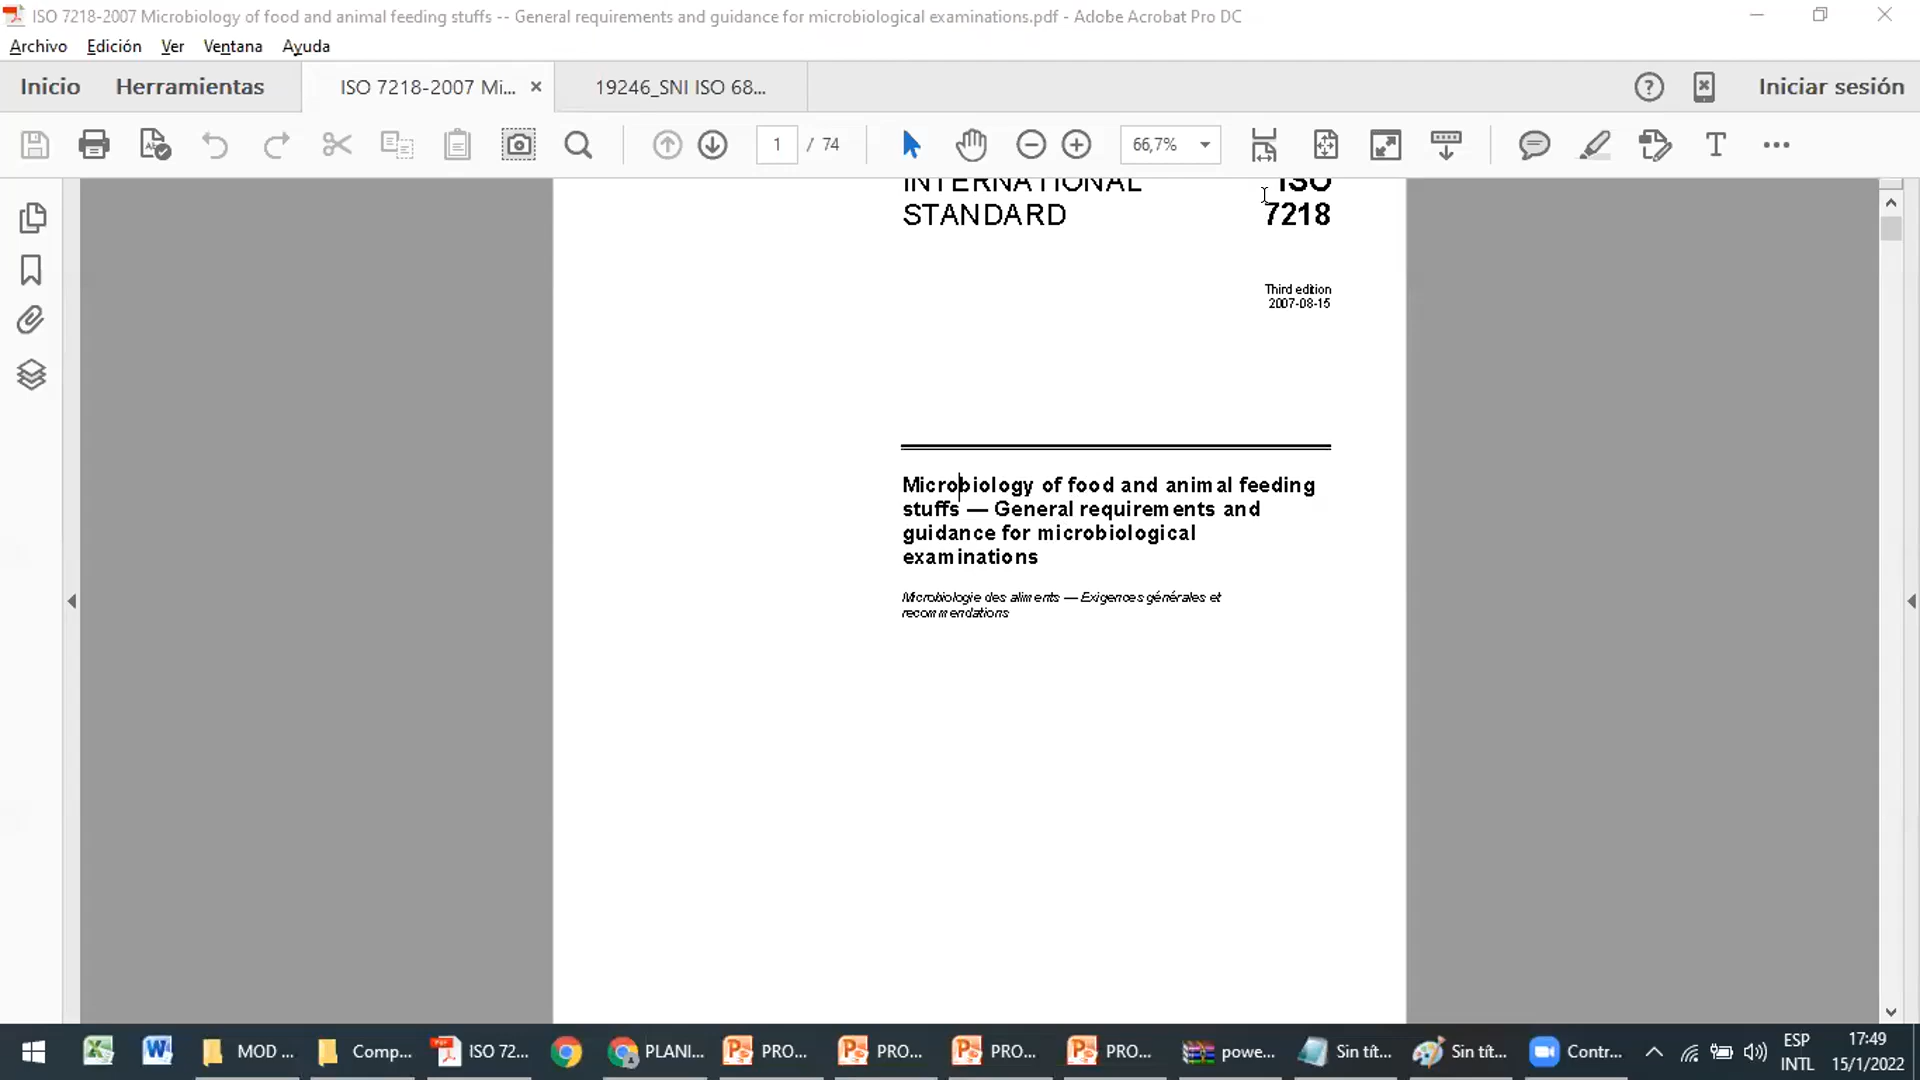 ISO 7218-2007 Microbiology of food and animal feeding stuffs -- General requirements and guidance for microbiological examinations.pdf - Adobe Acrobat Pro DC
Archivo Edición Ver Ventana Ayuda
Inicio Herramientas ISO 7218-2007 Mi... × 19246_SNI ISO 68... Iniciar sesión
1 / 74 66,7%
INTERNATIONAL ISO
STANDARD 7218
Third edition
2007-08-15
Microbiology of food and animal feeding
stuffs — General requirements and
guidance for microbiological
examinations
Microbiologie des aliments — Exigences générales et
recommendations
MOD ... Comp... ISO 72... PLANI... PRO... PRO... PRO... PRO... powe... Sin tít... Sin tít... Contr... ESP 17:49
INTL 15/1/2022